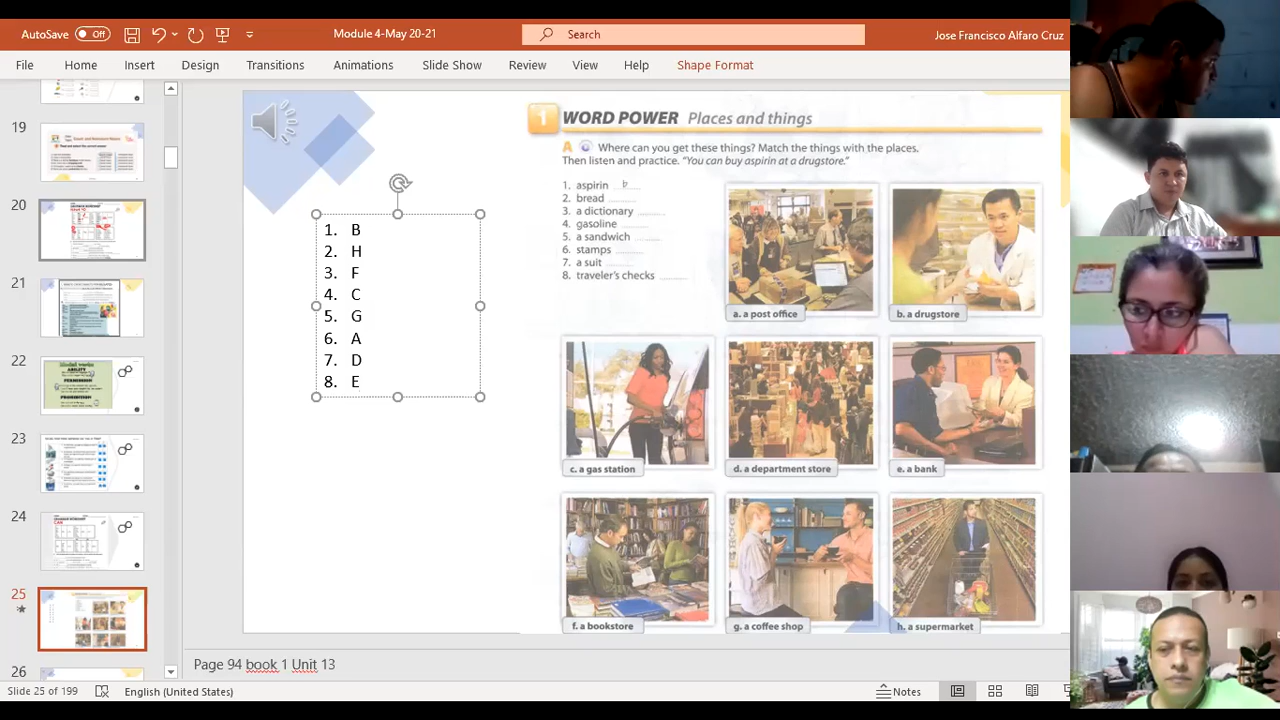 AutoSave Off Module 4-May 20-21 Search Jose Francisco Alfaro Cruz
File Home Insert Design Transitions Animations Slide Show Review View Help Shape Format
19
20
21
22
23
24
25
26
1. B
2. H
3. F
4. C
5. G
6. A
7. D
8. E
1 WORD POWER Places and things
A Where can you get these things? Match the things with the places.
Then listen and practice. "You can buy aspirin at a drugstore."
1. aspirin b
2. bread
3. a dictionary
4. gasoline
5. a sandwich
6. stamps
7. a suit
8. traveler's checks
a. a post office
b. a drugstore
c. a gas station
d. a department store
e. a bank
f. a bookstore
g. a coffee shop
h. a supermarket
Page 94 book 1 Unit 13
Slide 25 of 199 English (United States) Notes